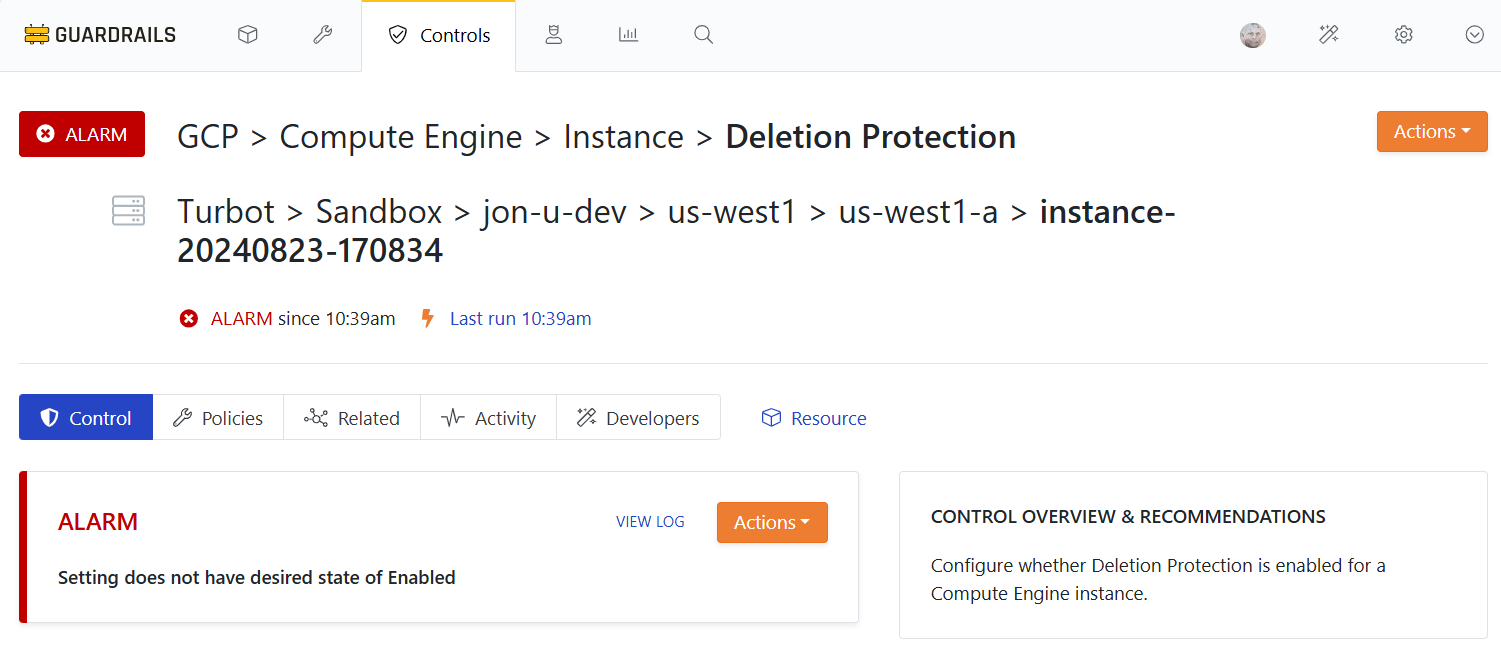 GUARDRAILS
Controls
ALARM
GCP > Compute Engine > Instance > Deletion Protection
Actions
Turbot > Sandbox > jon-u-dev > us-west1 > us-west1-a > instance-
20240823-170834
ALARM since 10:39am
Last run 10:39am
Control
Policies
Related
Activity
Developers
Resource
ALARM
VIEW LOG
Actions
Setting does not have desired state of Enabled
CONTROL OVERVIEW & RECOMMENDATIONS
Configure whether Deletion Protection is enabled for a
Compute Engine instance.